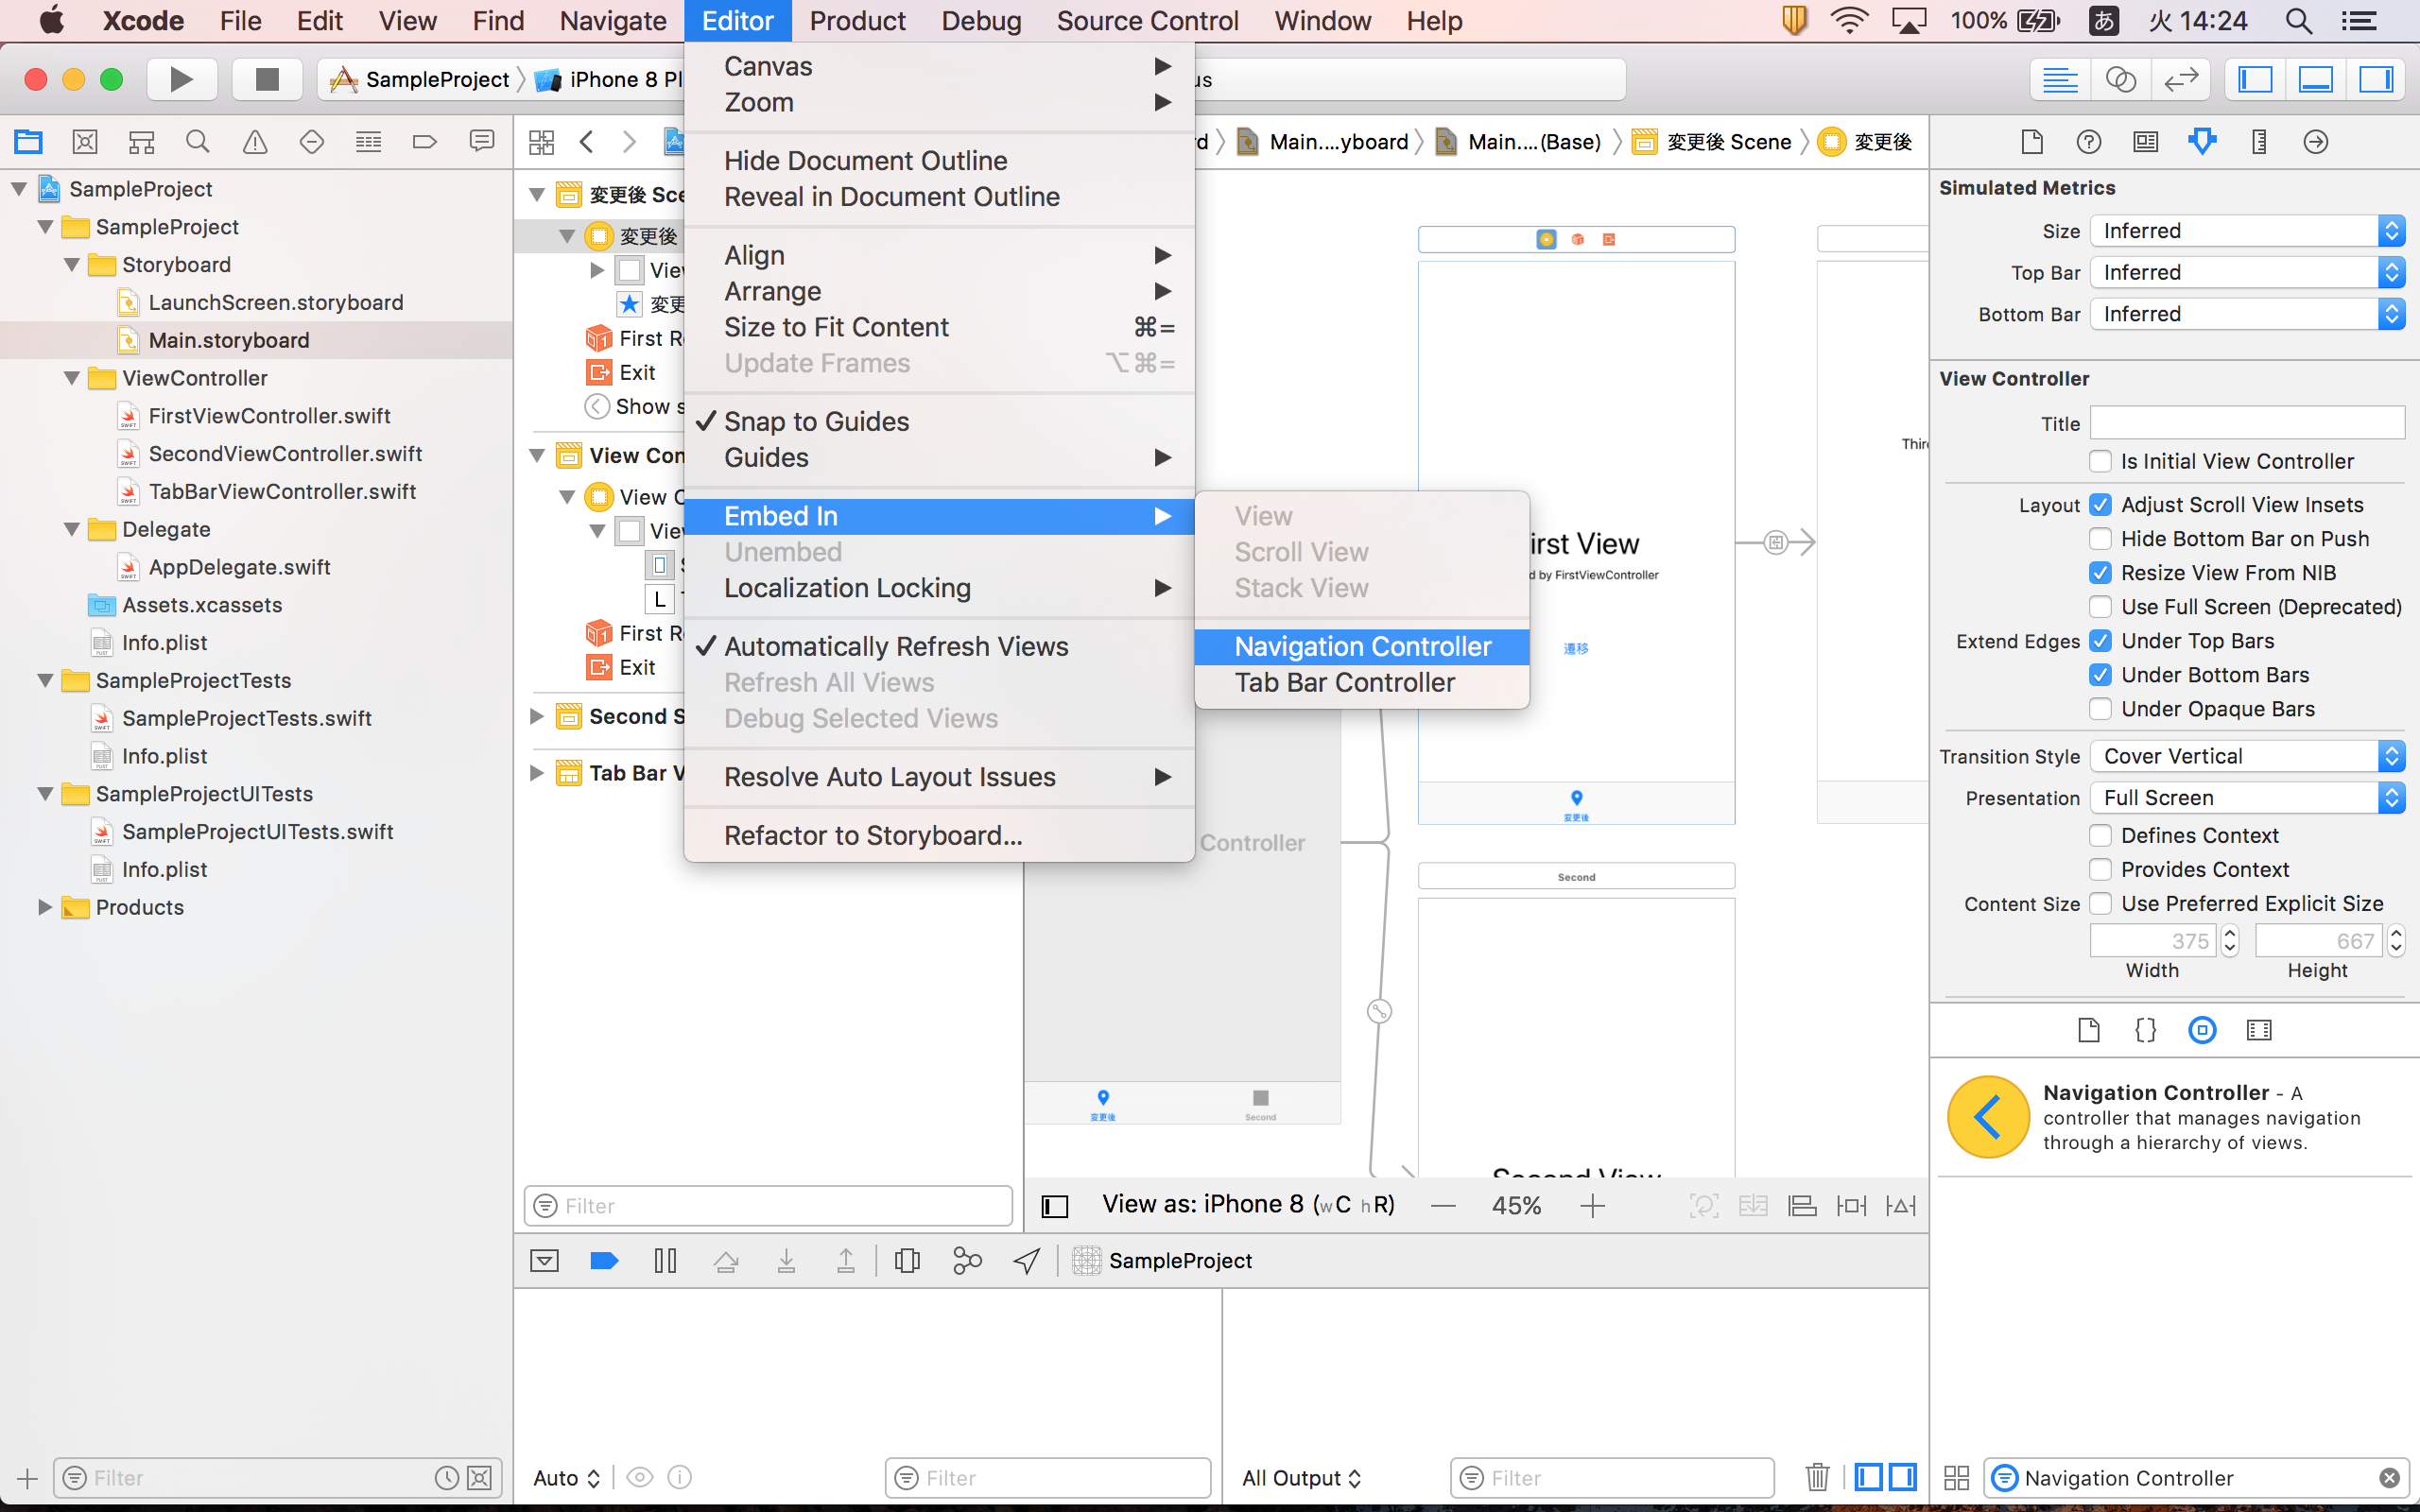 Xcode File Edit View Find Navigate Editor Product Debug Source Control Window Help 100% あ 火 14:24
SampleProject iPhone 8 Pl us
Main....yboard Main....(Base) 変更後 Scene 変更後
SampleProject
SampleProject
Storyboard
LaunchScreen.storyboard
Main.storyboard
ViewController
FirstViewController.swift
SecondViewController.swift
TabBarViewController.swift
Delegate
AppDelegate.swift
Assets.xcassets
Info.plist
SampleProjectTests
SampleProjectTests.swift
Info.plist
SampleProjectUITests
SampleProjectUITests.swift
Info.plist
Products
Filter
変更後 Sce
変更後
View
変更
First R
Exit
Show s
View Con
View C
View
L
First R
Exit
Second S
Tab Bar V
Filter
Canvas
Zoom
Hide Document Outline
Reveal in Document Outline
Align
Arrange
Size to Fit Content ⌘=
Update Frames ⌥⌘=
✓ Snap to Guides
Guides
Embed In
Unembed
Localization Locking
✓ Automatically Refresh Views
Refresh All Views
Debug Selected Views
Resolve Auto Layout Issues
Refactor to Storyboard...
View
Scroll View
Stack View
Navigation Controller
Tab Bar Controller
irst View
d by FirstViewController
遷移
変更後
Thir
Controller
変更後 Second
Second
Second View
View as: iPhone 8 (wC hR) — 45% +
SampleProject
Auto
Filter
All Output
Filter
Simulated Metrics
Size Inferred
Top Bar Inferred
Bottom Bar Inferred
View Controller
Title
Is Initial View Controller
Layout Adjust Scroll View Insets
Hide Bottom Bar on Push
Resize View From NIB
Use Full Screen (Deprecated)
Extend Edges Under Top Bars
Under Bottom Bars
Under Opaque Bars
Transition Style Cover Vertical
Presentation Full Screen
Defines Context
Provides Context
Content Size Use Preferred Explicit Size
375 667
Width Height
Navigation Controller - A
controller that manages navigation
through a hierarchy of views.
Navigation Controller